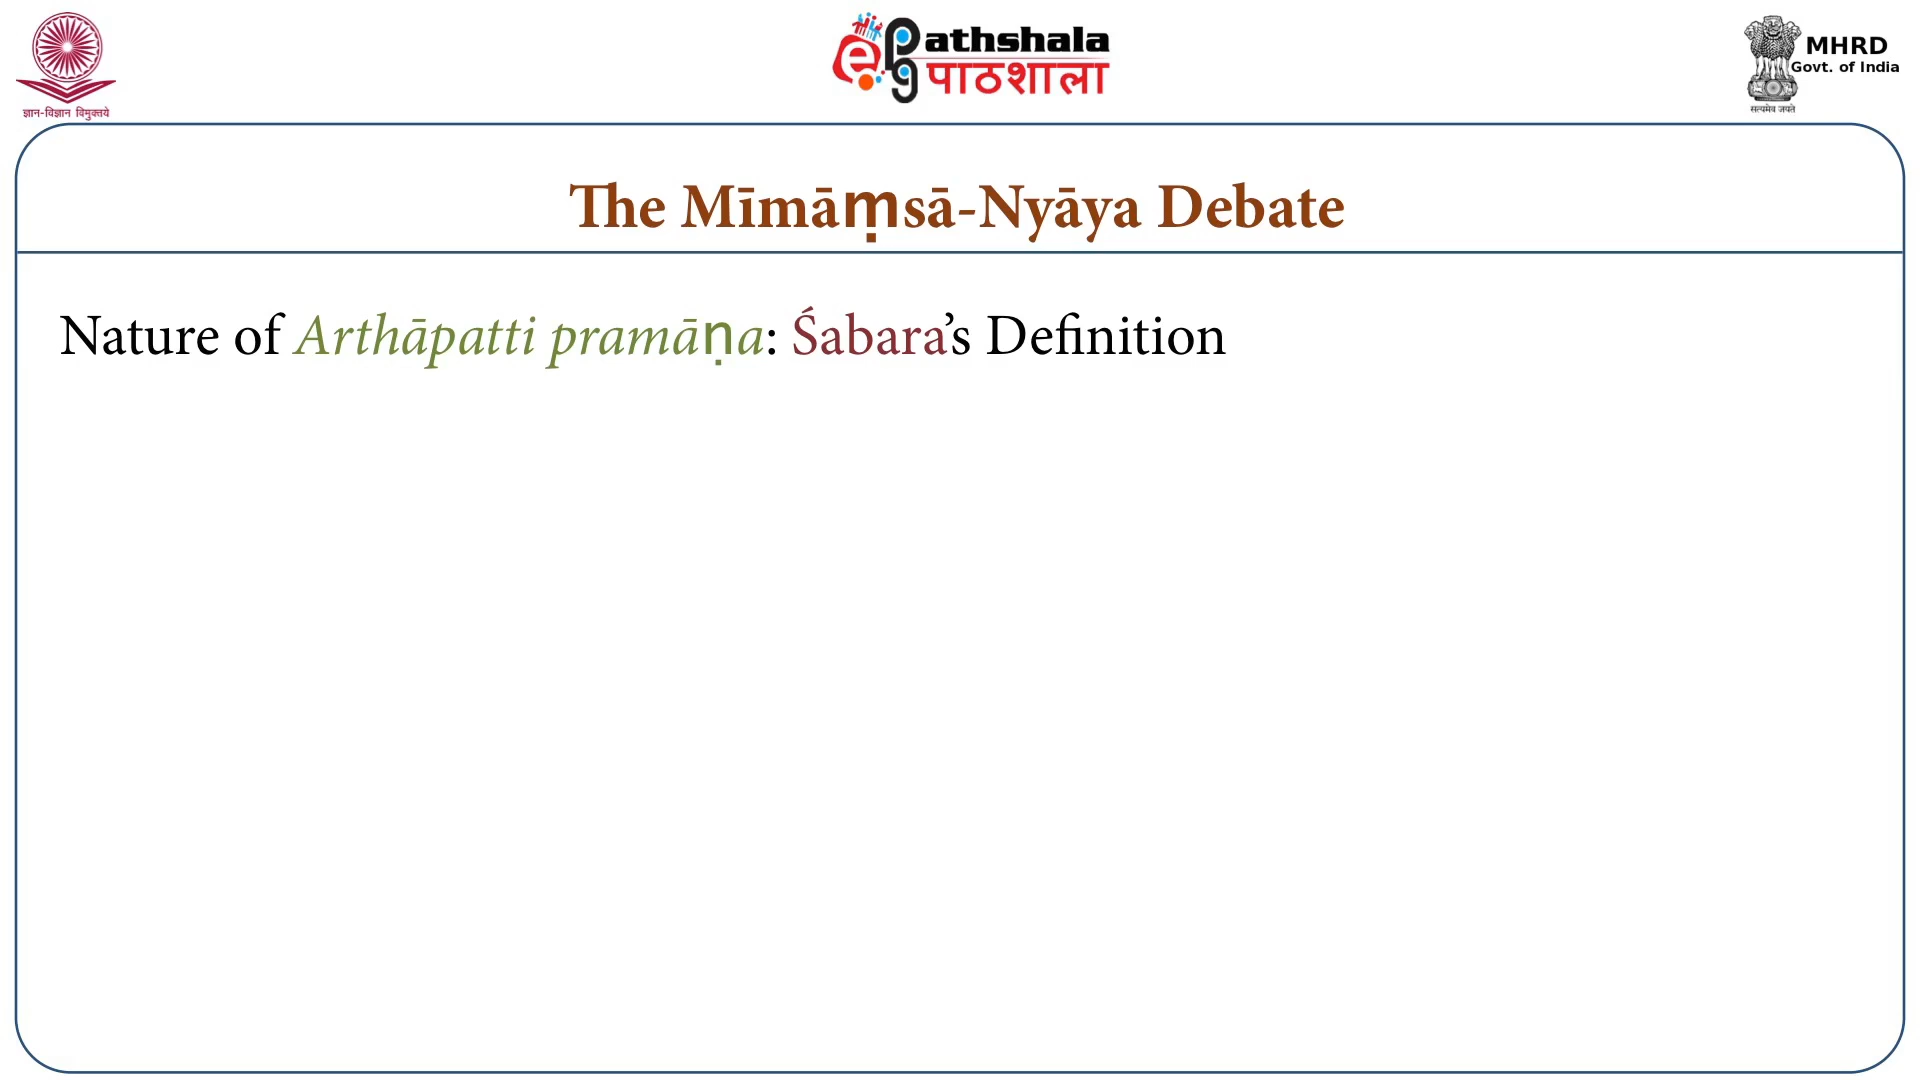 ePathshala
पाठशाला
ज्ञान-विज्ञान विमुक्तये
MHRD
Govt. of India
सत्यमेव जयते
The Mīmāṃsā-Nyāya Debate
Nature of Arthāpatti pramāṇa: Śabara’s Definition